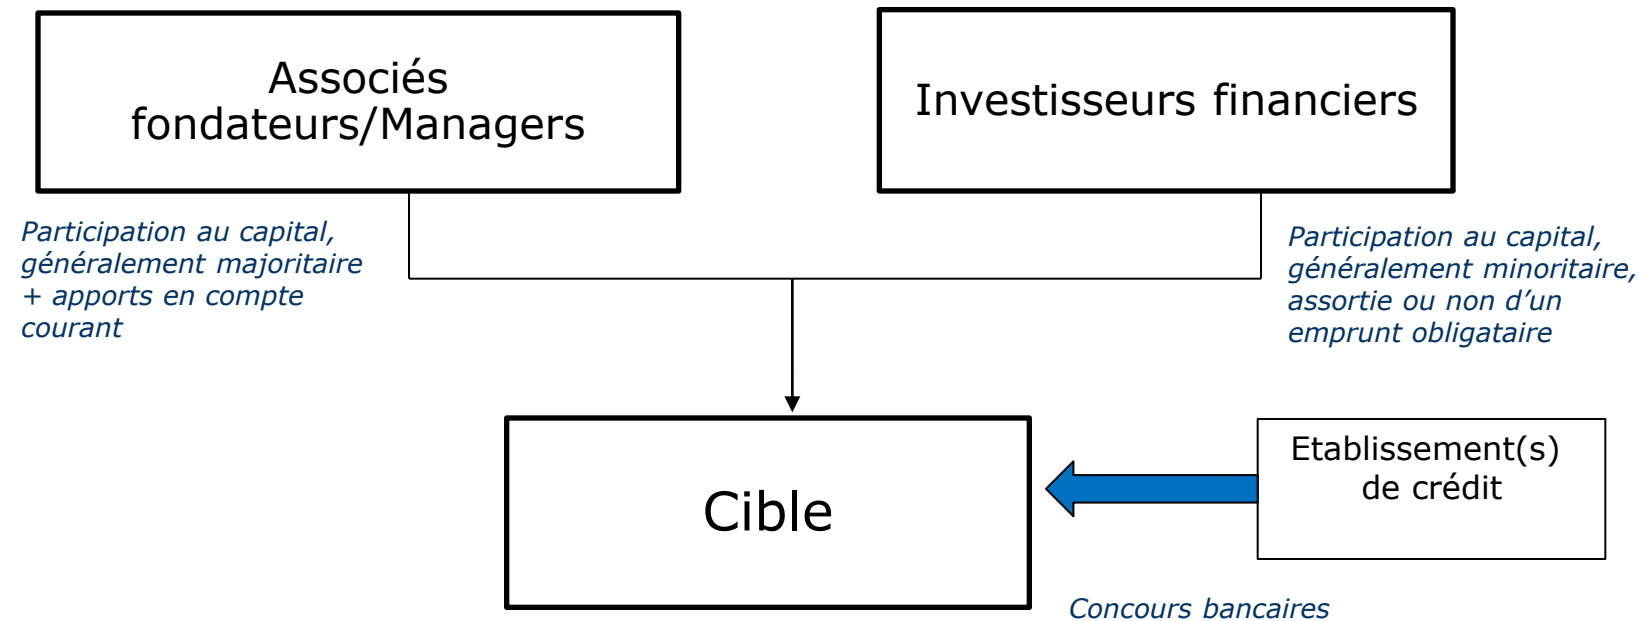 Associés
fondateurs/Managers
Investisseurs financiers
Participation au capital,
généralement majoritaire
+ apports en compte
courant
Participation au capital,
généralement minoritaire,
assortie ou non d’un
emprunt obligataire
Cible
Etablissement(s)
de crédit
Concours bancaires